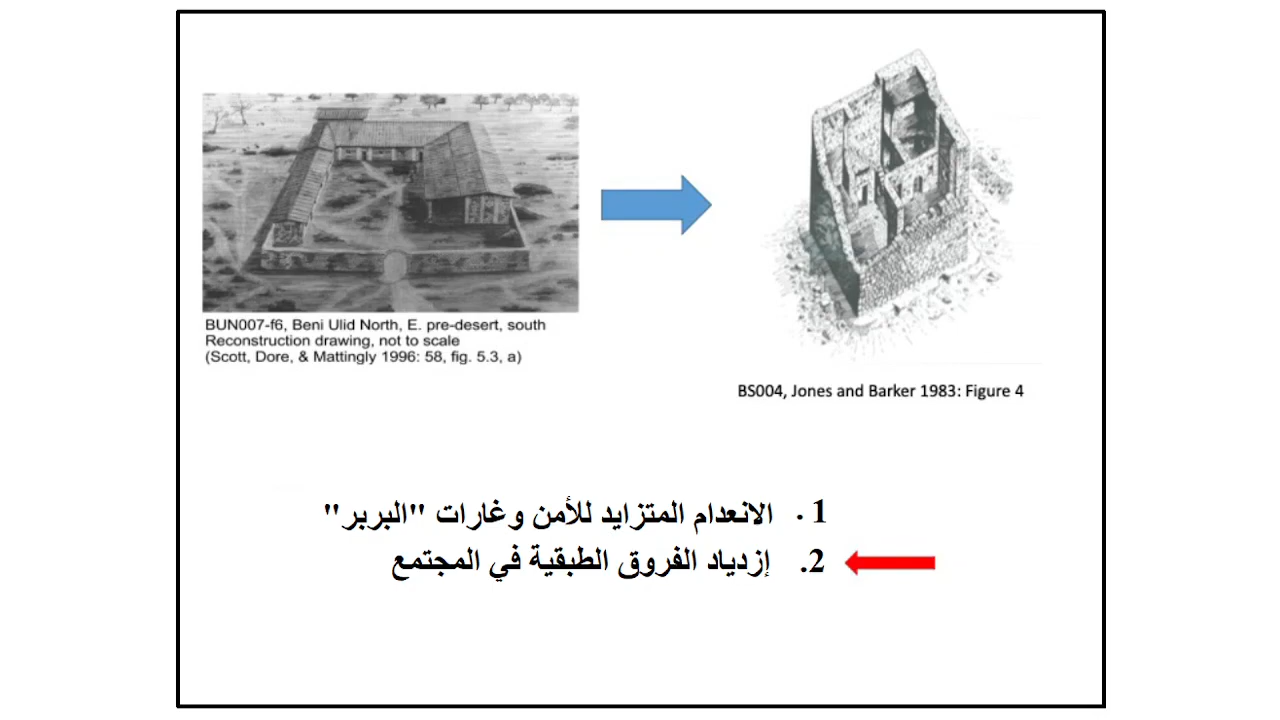 BUN007-f6, Beni Ulid North, E. pre-desert, south
Reconstruction drawing, not to scale
(Scott, Dore, & Mattingly 1996: 58, fig. 5.3, a)
BS004, Jones and Barker 1983: Figure 4
1. الانعدام المتزايد للأمن وغارات "البربر"
2. إزدياد الفروق الطبقية في المجتمع